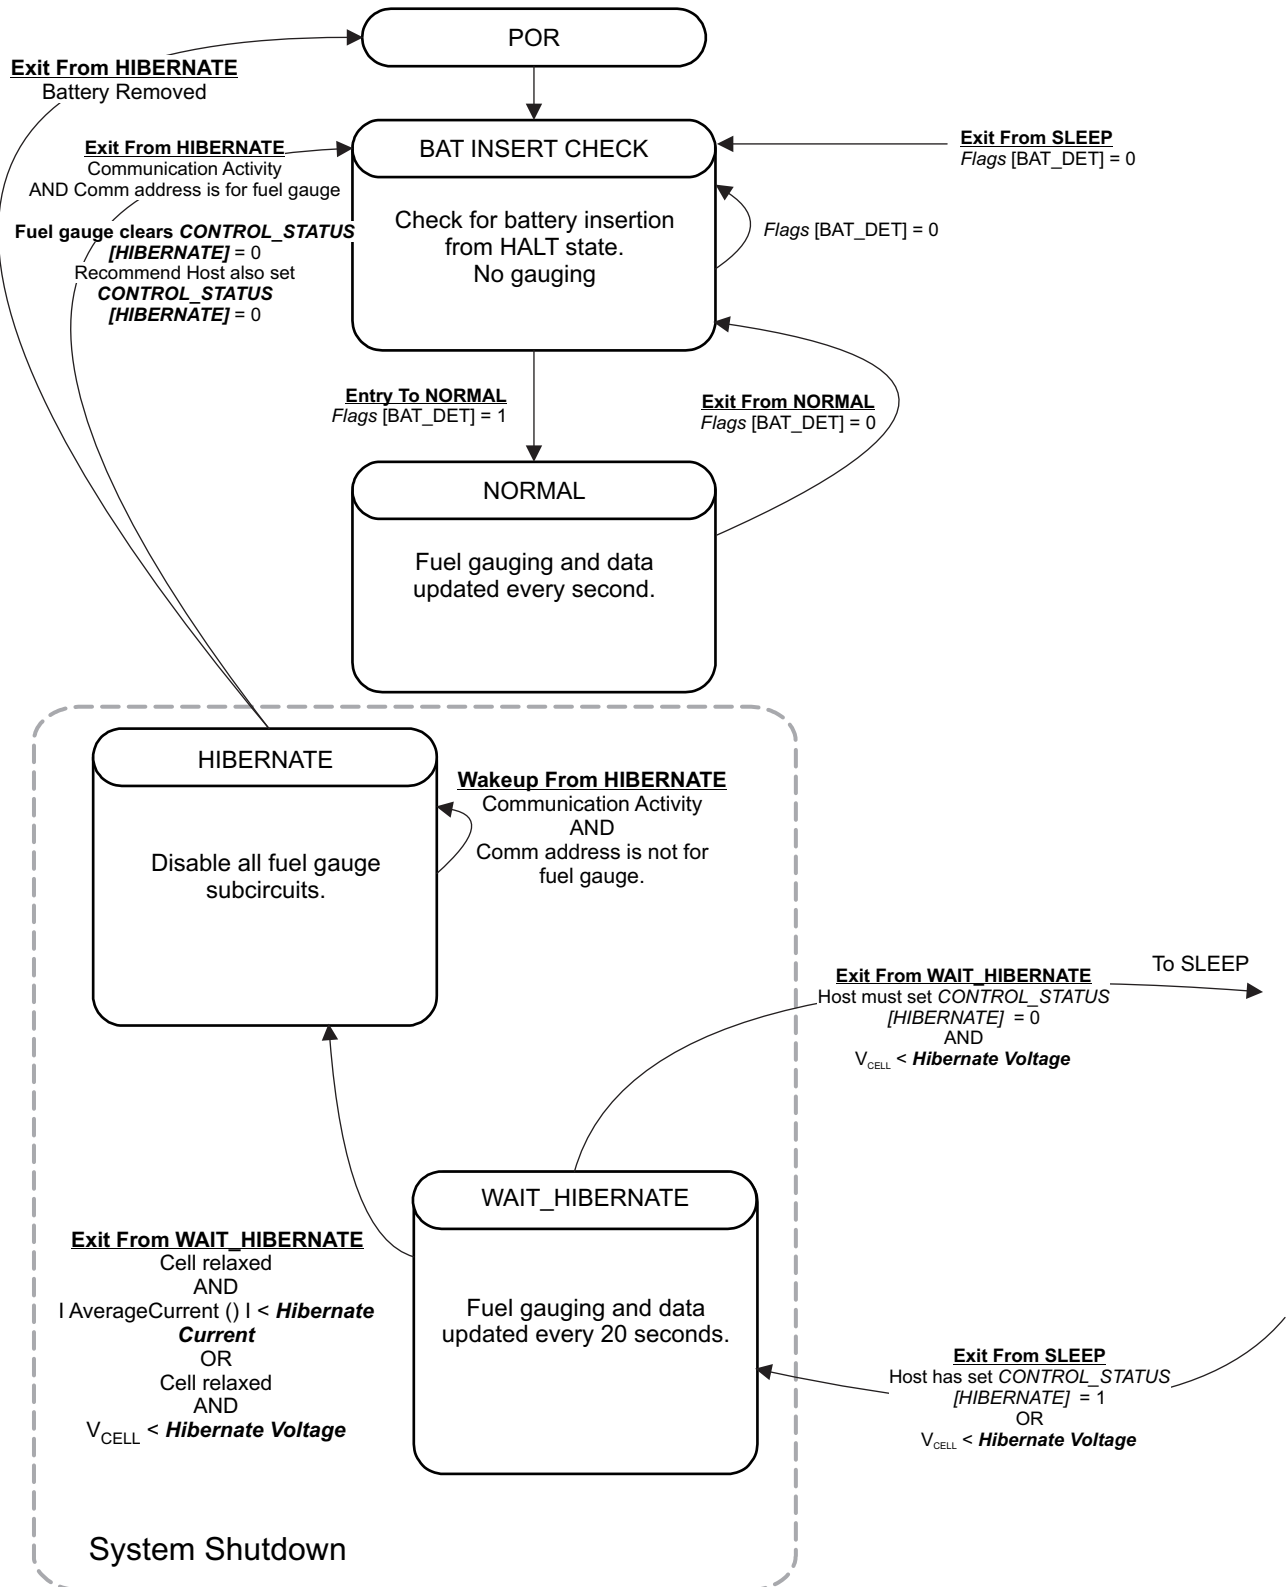 POR
Exit From HIBERNATE
Battery Removed
Exit From HIBERNATE
Communication Activity
AND Comm address is for fuel gauge
Fuel gauge clears CONTROL_STATUS
[HIBERNATE] = 0
Recommend Host also set
CONTROL_STATUS
[HIBERNATE] = 0
BAT INSERT CHECK
Check for battery insertion
from HALT state.
No gauging
Exit From SLEEP
Flags [BAT_DET] = 0
Flags [BAT_DET] = 0
Entry To NORMAL
Flags [BAT_DET] = 1
Exit From NORMAL
Flags [BAT_DET] = 0
NORMAL
Fuel gauging and data
updated every second.
HIBERNATE
Disable all fuel gauge
subcircuits.
Wakeup From HIBERNATE
Communication Activity
AND
Comm address is not for
fuel gauge.
Exit From WAIT_HIBERNATE
Host must set CONTROL_STATUS
[HIBERNATE] = 0
AND
VCELL < Hibernate Voltage
To SLEEP
WAIT_HIBERNATE
Fuel gauging and data
updated every 20 seconds.
Exit From WAIT_HIBERNATE
Cell relaxed
AND
I AverageCurrent () I < Hibernate
Current
OR
Cell relaxed
AND
VCELL < Hibernate Voltage
Exit From SLEEP
Host has set CONTROL_STATUS
[HIBERNATE] = 1
OR
VCELL < Hibernate Voltage
System Shutdown